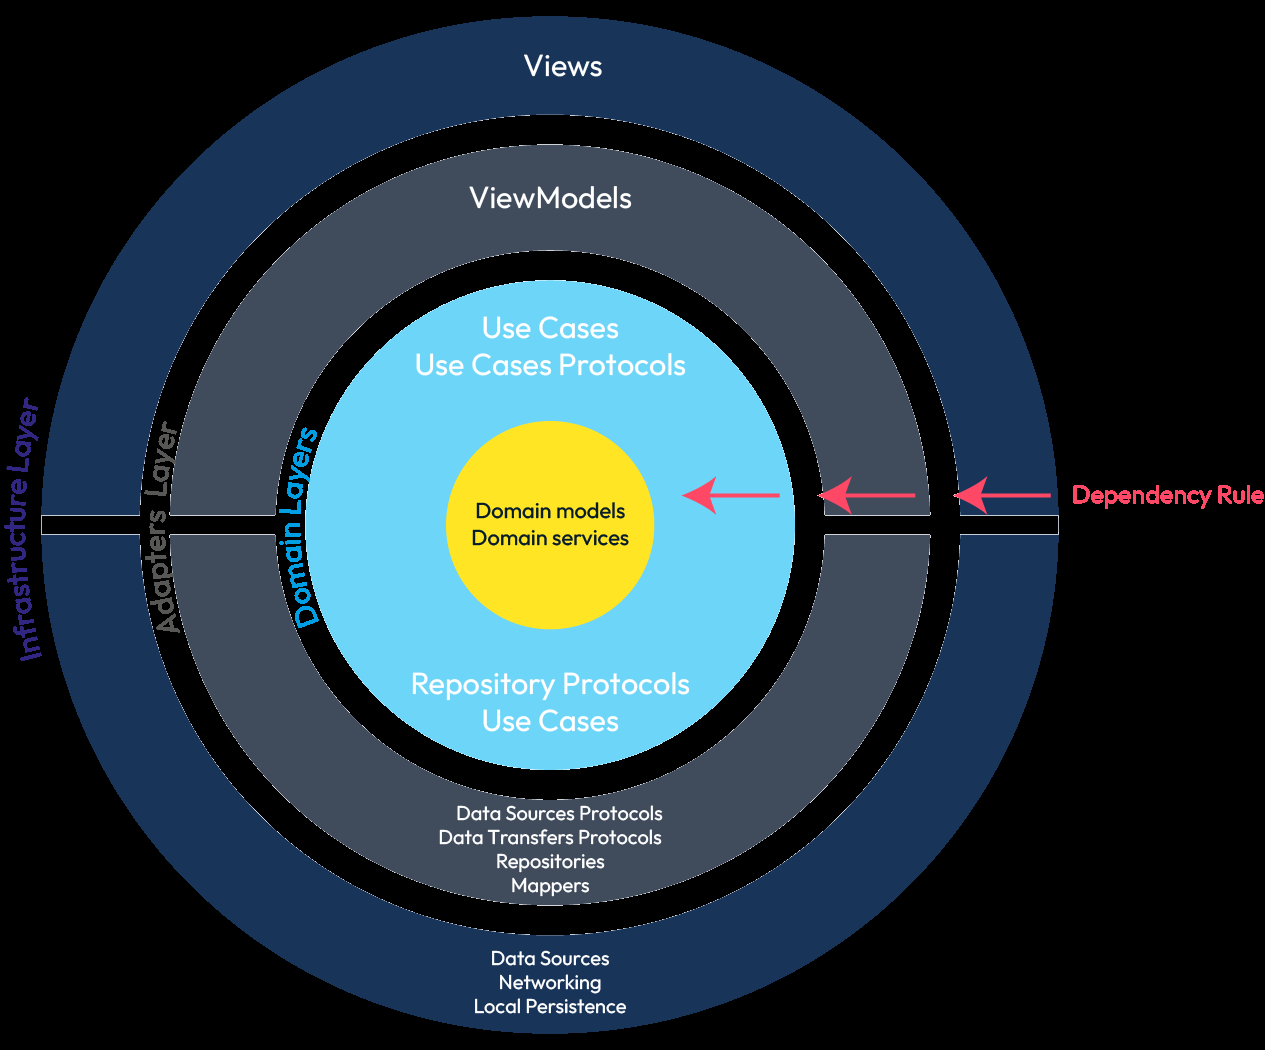 Views
ViewModels
Use Cases
Use Cases Protocols
Infrastructure Layer
Adapters Layer
Domain Layers
Dependency Rule
Domain models
Domain services
Repository Protocols
Use Cases
Data Sources Protocols
Data Transfers Protocols
Repositories
Mappers
Data Sources
Networking
Local Persistence